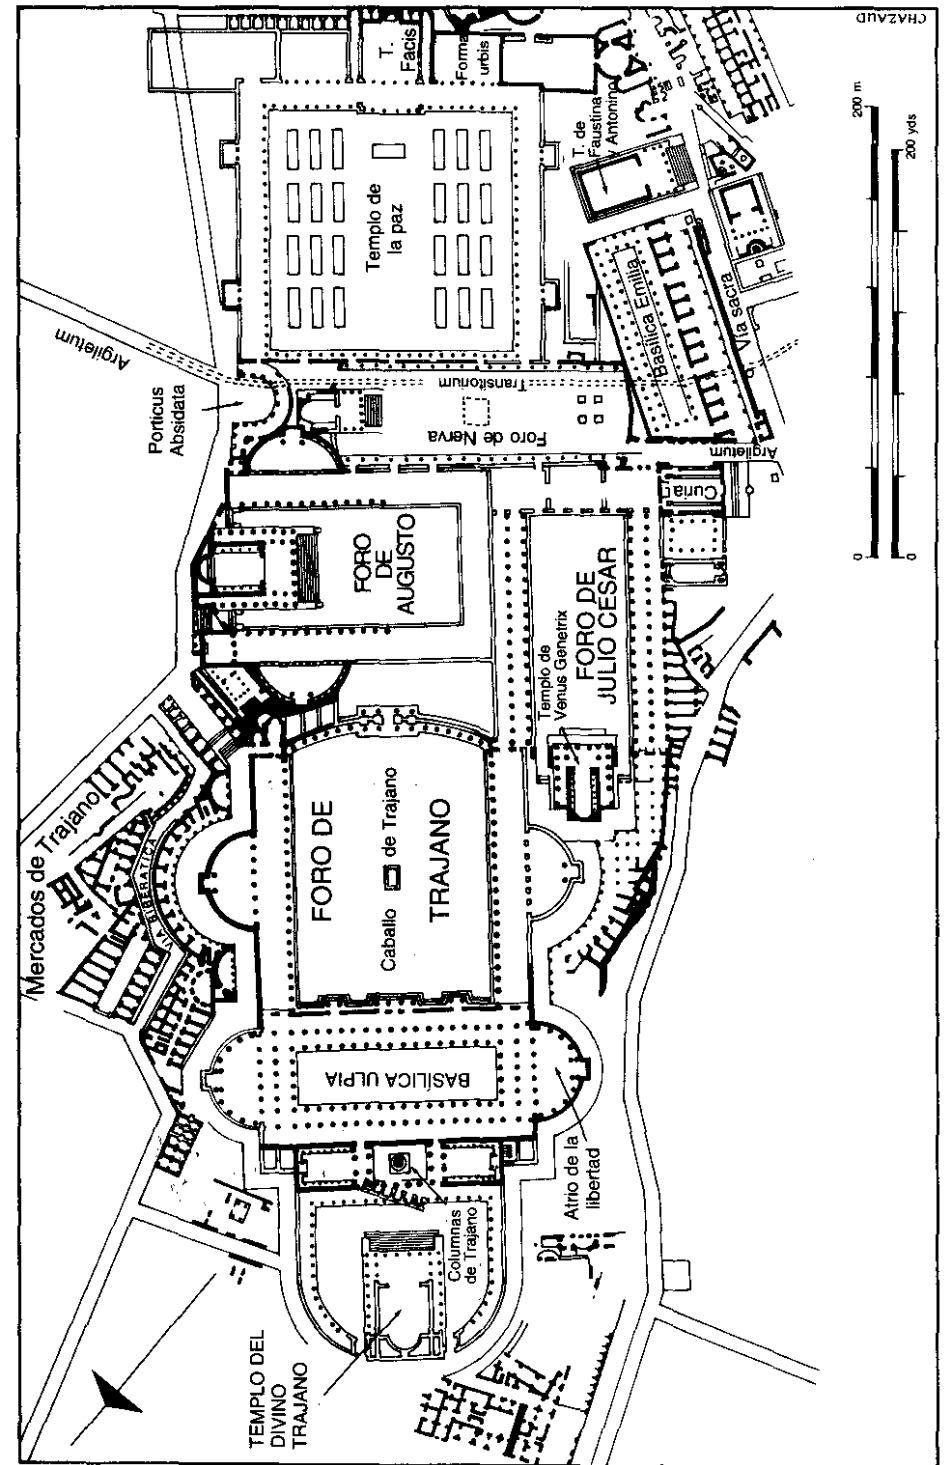 CHAZAUD
T.
Facis
Forma
urbis
T. de
Faustina
y Antonino
200 m
200 yds
0
0
Templo de
la paz
Argiletum
Porticus
Absidata
Transitorium
Foro de Nerva
Basílica Emilia
Vía sacra
Argiletum
Curia
FORO
DE
AUGUSTO
FORO DE
JULIO CESAR
Templo de
Venus Genetrix
Mercados de Trajano
VIA BIBERATICA
FORO DE
TRAJANO
Caballo de Trajano
BASÍLICA ULPIA
Atrio de la
libertad
Columnas
de Trajano
TEMPLO DEL
DIVINO
TRAJANO